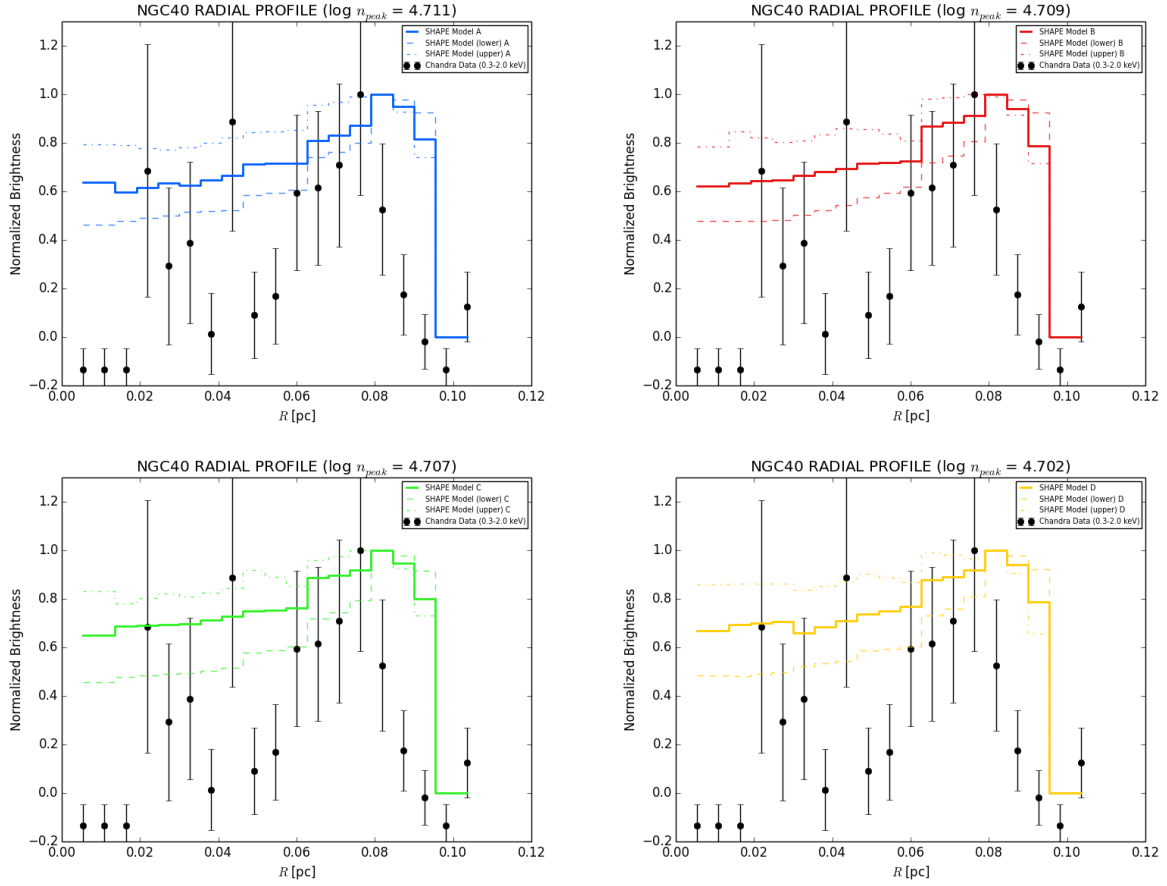 NGC40 RADIAL PROFILE (log n_peak = 4.711)
SHAPE Model A
SHAPE Model (lower) A
SHAPE Model (upper) A
Chandra Data (0.3-2.0 keV)
Normalized Brightness
1.2
1.0
0.8
0.6
0.4
0.2
0.0
−0.2
0.00 0.02 0.04 0.06 0.08 0.10 0.12
R [pc]
NGC40 RADIAL PROFILE (log n_peak = 4.709)
SHAPE Model B
SHAPE Model (lower) B
SHAPE Model (upper) B
Chandra Data (0.3-2.0 keV)
Normalized Brightness
1.2
1.0
0.8
0.6
0.4
0.2
0.0
−0.2
0.00 0.02 0.04 0.06 0.08 0.10 0.12
R [pc]
NGC40 RADIAL PROFILE (log n_peak = 4.707)
SHAPE Model C
SHAPE Model (lower) C
SHAPE Model (upper) C
Chandra Data (0.3-2.0 keV)
Normalized Brightness
1.2
1.0
0.8
0.6
0.4
0.2
0.0
−0.2
0.00 0.02 0.04 0.06 0.08 0.10 0.12
R [pc]
NGC40 RADIAL PROFILE (log n_peak = 4.702)
SHAPE Model D
SHAPE Model (lower) D
SHAPE Model (upper) D
Chandra Data (0.3-2.0 keV)
Normalized Brightness
1.2
1.0
0.8
0.6
0.4
0.2
0.0
−0.2
0.00 0.02 0.04 0.06 0.08 0.10 0.12
R [pc]